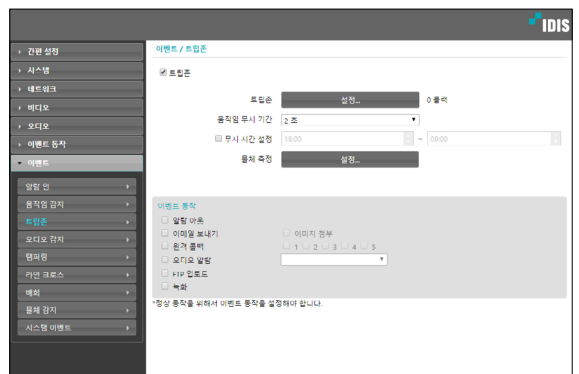 IDIS
간편 설정
시스템
네트워크
비디오
오디오
이벤트 동작
이벤트
알람 인
움직임 감지
트립존
오디오 감지
탬퍼링
라인 크로스
배회
물체 감지
시스템 이벤트
이벤트 / 트립존
트립존
트립존 설정... 0 블럭
움직임 무시 기간 2 초
무시 시간 설정 18:00 ~ 09:00
물체 측정 설정...
이벤트 동작
알람 아웃
이메일 보내기 이미지 첨부
원격 콜백 1 2 3 4 5
오디오 알람
FTP 업로드
녹화
*정상 동작을 위해서 이벤트 동작을 설정해야 합니다.